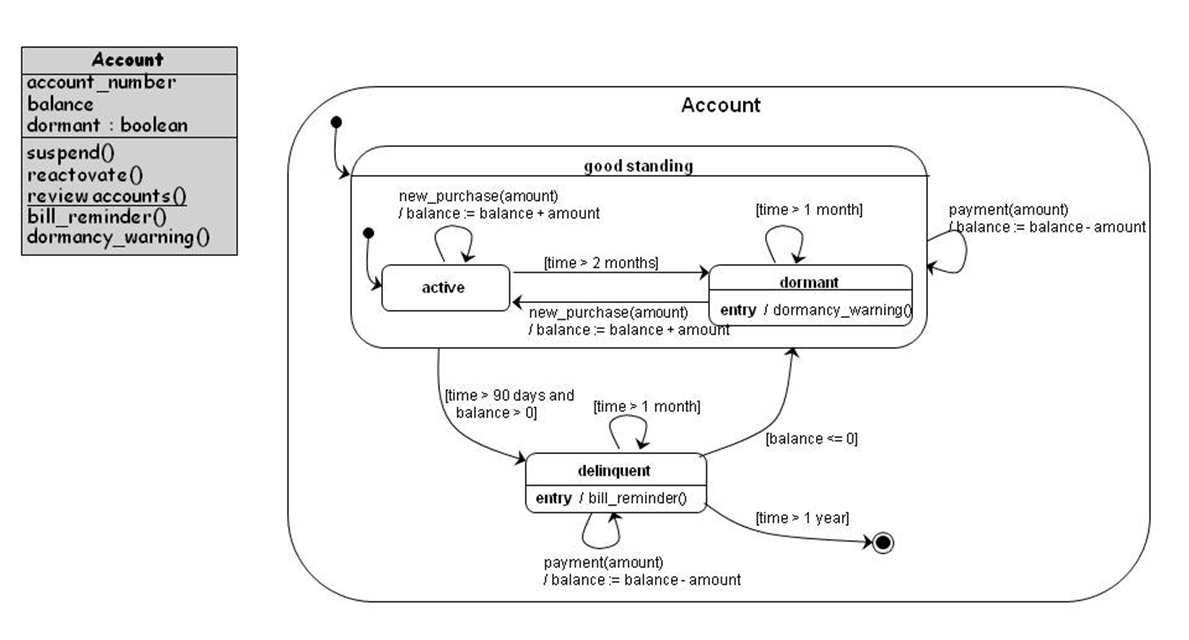 Account
account_number
balance
dormant : boolean
suspend()
reactovate()
review accounts()
bill_reminder()
dormancy_warning()
Account
good standing
new_purchase(amount)
/ balance := balance + amount
[time > 1 month]
payment(amount)
/ balance := balance - amount
active
[time > 2 months]
dormant
entry / dormancy_warning()
new_purchase(amount)
/ balance := balance + amount
[time > 90 days and
balance > 0]
[time > 1 month]
[balance <= 0]
delinquent
entry / bill_reminder()
[time > 1 year]
payment(amount)
/ balance := balance - amount